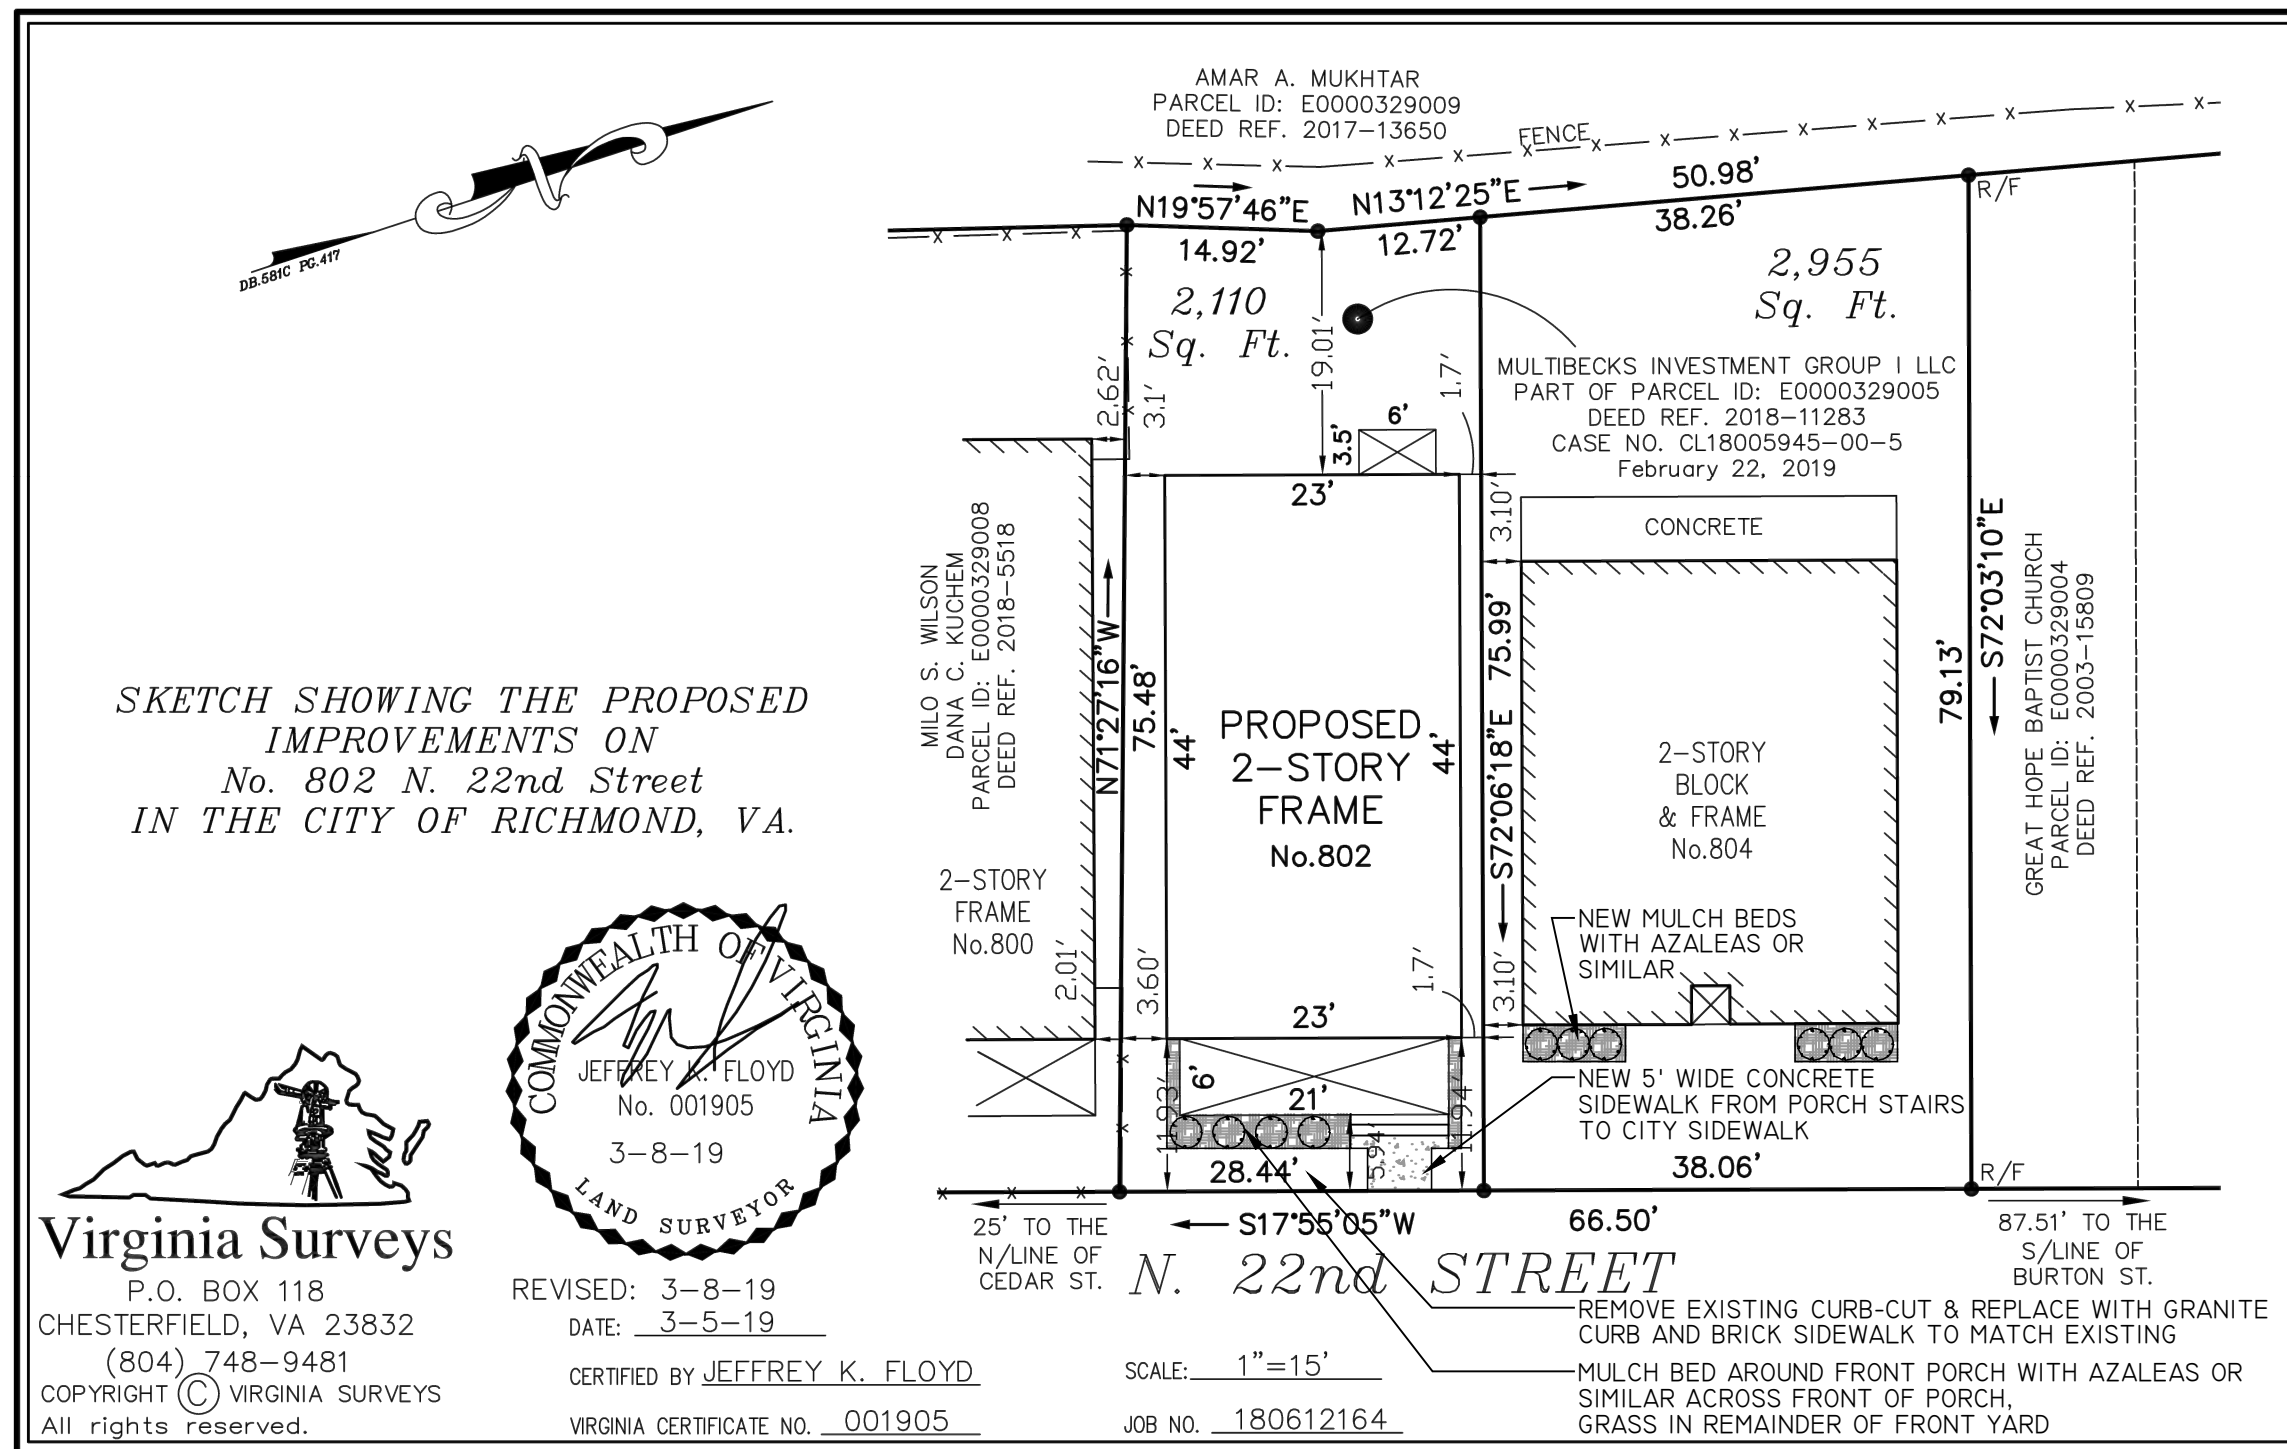 AMAR A. MUKHTAR
PARCEL ID: E0000329009
DEED REF. 2017-13650
FENCE
DB.581C PG.417
N19°57'46"E
14.92'
N13°12'25"E
12.72'
50.98'
38.26'
R/F
2,110
Sq. Ft.
2,955
Sq. Ft.
19.01'
2.62'
3.1'
1.7'
6'
3.5'
23'
MULTIBECKS INVESTMENT GROUP I LLC
PART OF PARCEL ID: E0000329005
DEED REF. 2018-11283
CASE NO. CL18005945-00-5
February 22, 2019
3.10'
CONCRETE
MILO S. WILSON
DANA C. KUCHEM
PARCEL ID: E0000329008
DEED REF. 2018-5518
N71°27'16"W
75.48'
44'
PROPOSED
2-STORY
FRAME
No.802
44'
S72°06'18"E 75.99'
2-STORY
BLOCK
& FRAME
No.804
79.13'
S72°03'10"E
GREAT HOPE BAPTIST CHURCH
PARCEL ID: E0000329004
DEED REF. 2003-15809
SKETCH SHOWING THE PROPOSED
IMPROVEMENTS ON
No. 802 N. 22nd Street
IN THE CITY OF RICHMOND, VA.
2-STORY
FRAME
No.800
2.01'
3.60'
1.7'
3.10'
23'
NEW MULCH BEDS
WITH AZALEAS OR
SIMILAR
11.93'
6'
21'
11.94'
5.94'
NEW 5' WIDE CONCRETE
SIDEWALK FROM PORCH STAIRS
TO CITY SIDEWALK
28.44'
38.06'
R/F
25' TO THE
N/LINE OF
CEDAR ST.
S17°55'05"W
66.50'
87.51' TO THE
S/LINE OF
BURTON ST.
N. 22nd STREET
REMOVE EXISTING CURB-CUT & REPLACE WITH GRANITE
CURB AND BRICK SIDEWALK TO MATCH EXISTING
MULCH BED AROUND FRONT PORCH WITH AZALEAS OR
SIMILAR ACROSS FRONT OF PORCH,
GRASS IN REMAINDER OF FRONT YARD
COMMONWEALTH OF VIRGINIA
JEFFREY K. FLOYD
No. 001905
3-8-19
LAND SURVEYOR
Virginia Surveys
P.O. BOX 118
CHESTERFIELD, VA 23832
(804) 748-9481
COPYRIGHT © VIRGINIA SURVEYS
All rights reserved.
REVISED: 3-8-19
DATE: 3-5-19
CERTIFIED BY JEFFREY K. FLOYD
VIRGINIA CERTIFICATE NO. 001905
SCALE: 1"=15'
JOB NO. 180612164